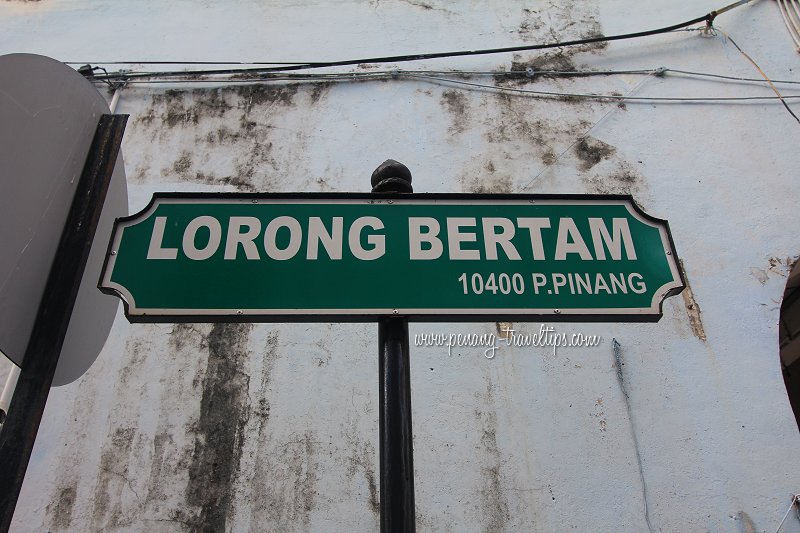 LORONG BERTAM
10400 P.PINANG
www.penang-traveltips.com